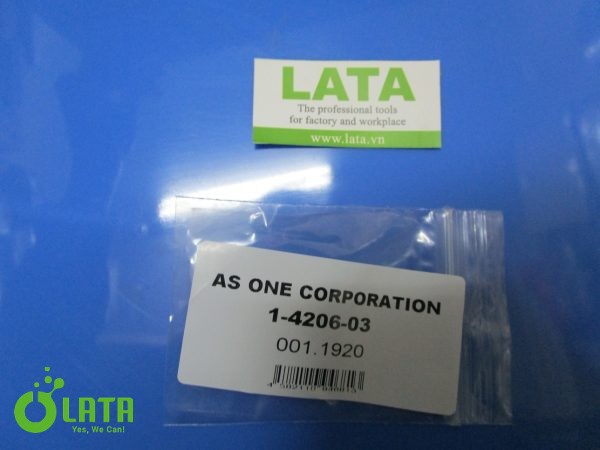 LATA
The professional tools
for factory and workplace
www.lata.vn
AS ONE CORPORATION
1-4206-03
001.1920
LATA
Yes, We Can!